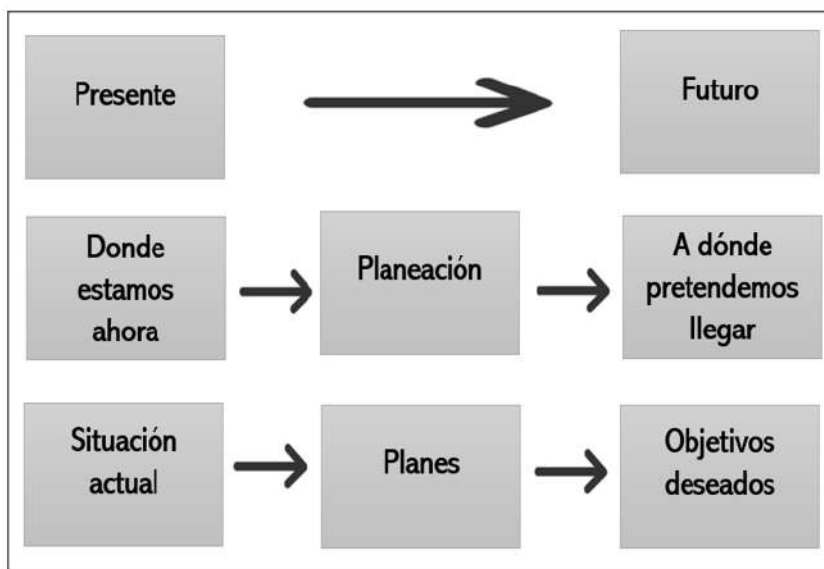 Presente
Futuro
Donde
estamos
ahora
Planeación
A dónde
pretendemos
llegar
Situación
actual
Planes
Objetivos
deseados